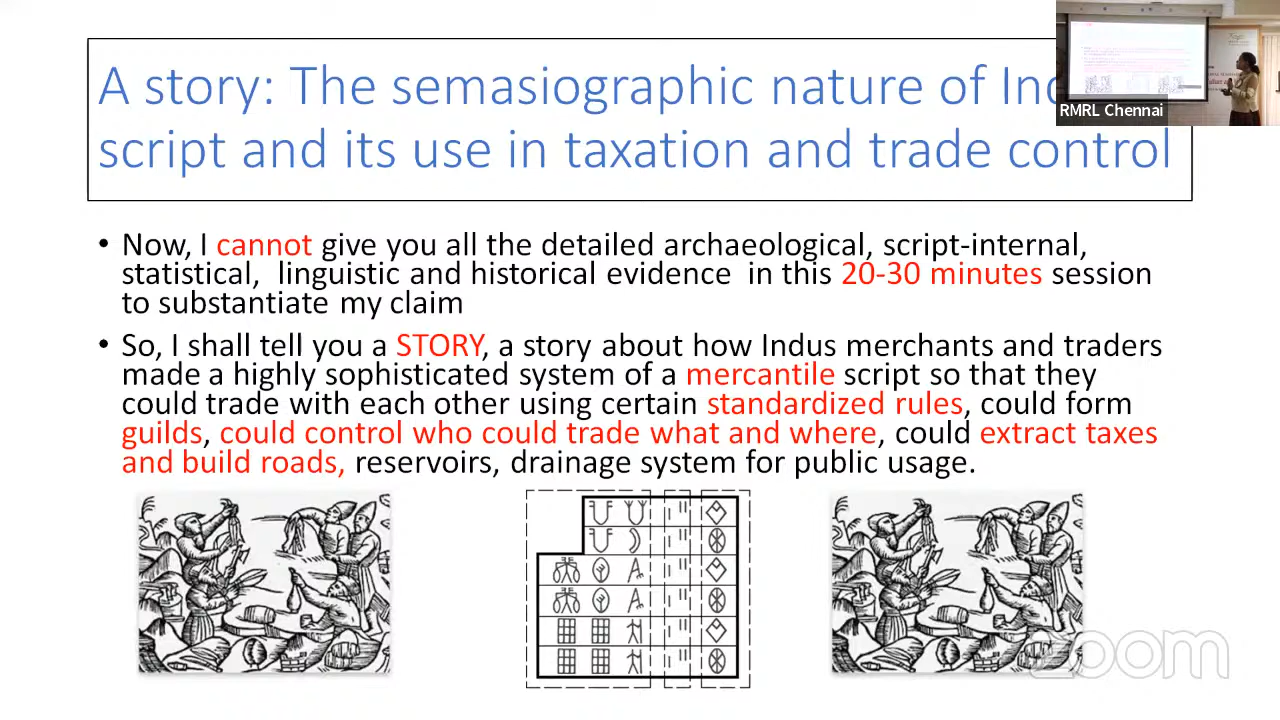 A story: The semasiographic nature of Ind
script and its use in taxation and trade control
RMRL Chennai
• Now, I cannot give you all the detailed archaeological, script-internal,
statistical, linguistic and historical evidence in this 20-30 minutes session
to substantiate my claim
• So, I shall tell you a STORY, a story about how Indus merchants and traders
made a highly sophisticated system of a mercantile script so that they
could trade with each other using certain standardized rules, could form
guilds, could control who could trade what and where, could extract taxes
and build roads, reservoirs, drainage system for public usage.
zoom